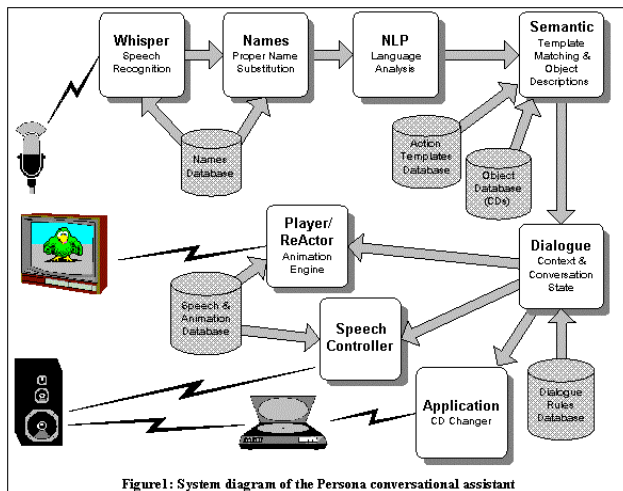 Whisper
Speech
Recognition
Names
Proper Name
Substitution
NLP
Language
Analysis
Semantic
Template
Matching &
Object
Descriptions
Names
Database
Action
Templates
Database
Object
Database
(CDs)
Player/
ReActor
Animation
Engine
Dialogue
Context &
Conversation
State
Speech &
Animation
Database
Speech
Controller
Application
CD Changer
Dialogue
Rules
Database
Figure1: System diagram of the Persona conversational assistant